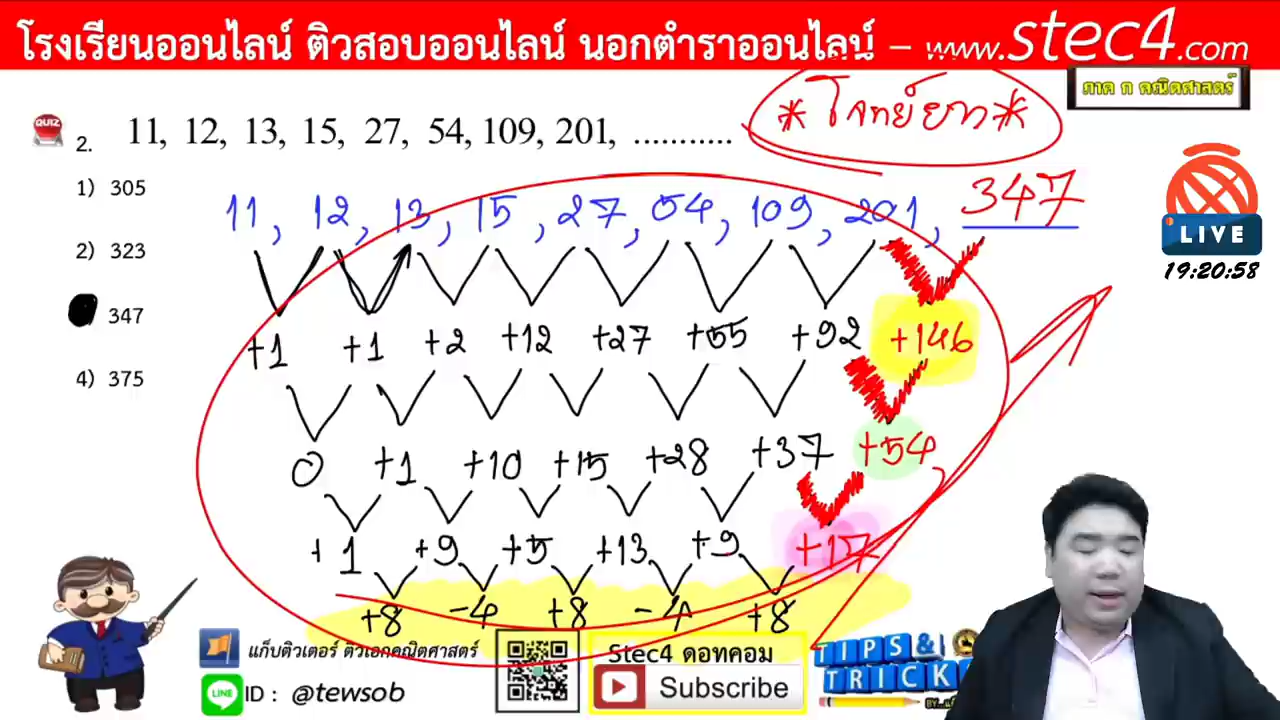 โรงเรียนออนไลน์ ติวสอบออนไลน์ นอกตำราออนไลน์ – www.stec4.com
ภาค ก คณิตศาสตร์
*โจทย์ยาก*
QUIZ
2. 11, 12, 13, 15, 27, 54, 109, 201, ...........
1) 305
2) 323
347
4) 375
11, 12, 13, 15, 27, 54, 109, 201, 347
LIVE
19:20:58
+1 +1 +2 +12 +27 +55 +92 +146
0 +1 +10 +15 +28 +37 +54
+1 +9 +5 +13 +9 +17
+8 -4 +8 -4 +8
แก็บติวเตอร์ ติวเอกคณิตศาสตร์
LINE ID : @tewsob
Stec4 ดอทคอม
Subscribe
TIPS &
TRICK